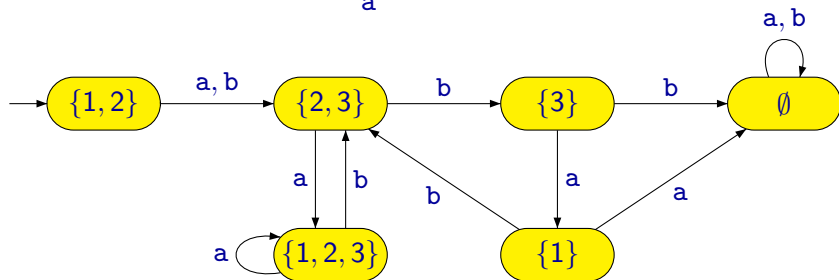 a
a, b
{1, 2} a, b {2, 3} b {3} b ∅
a b b a a
a {1, 2, 3} {1}